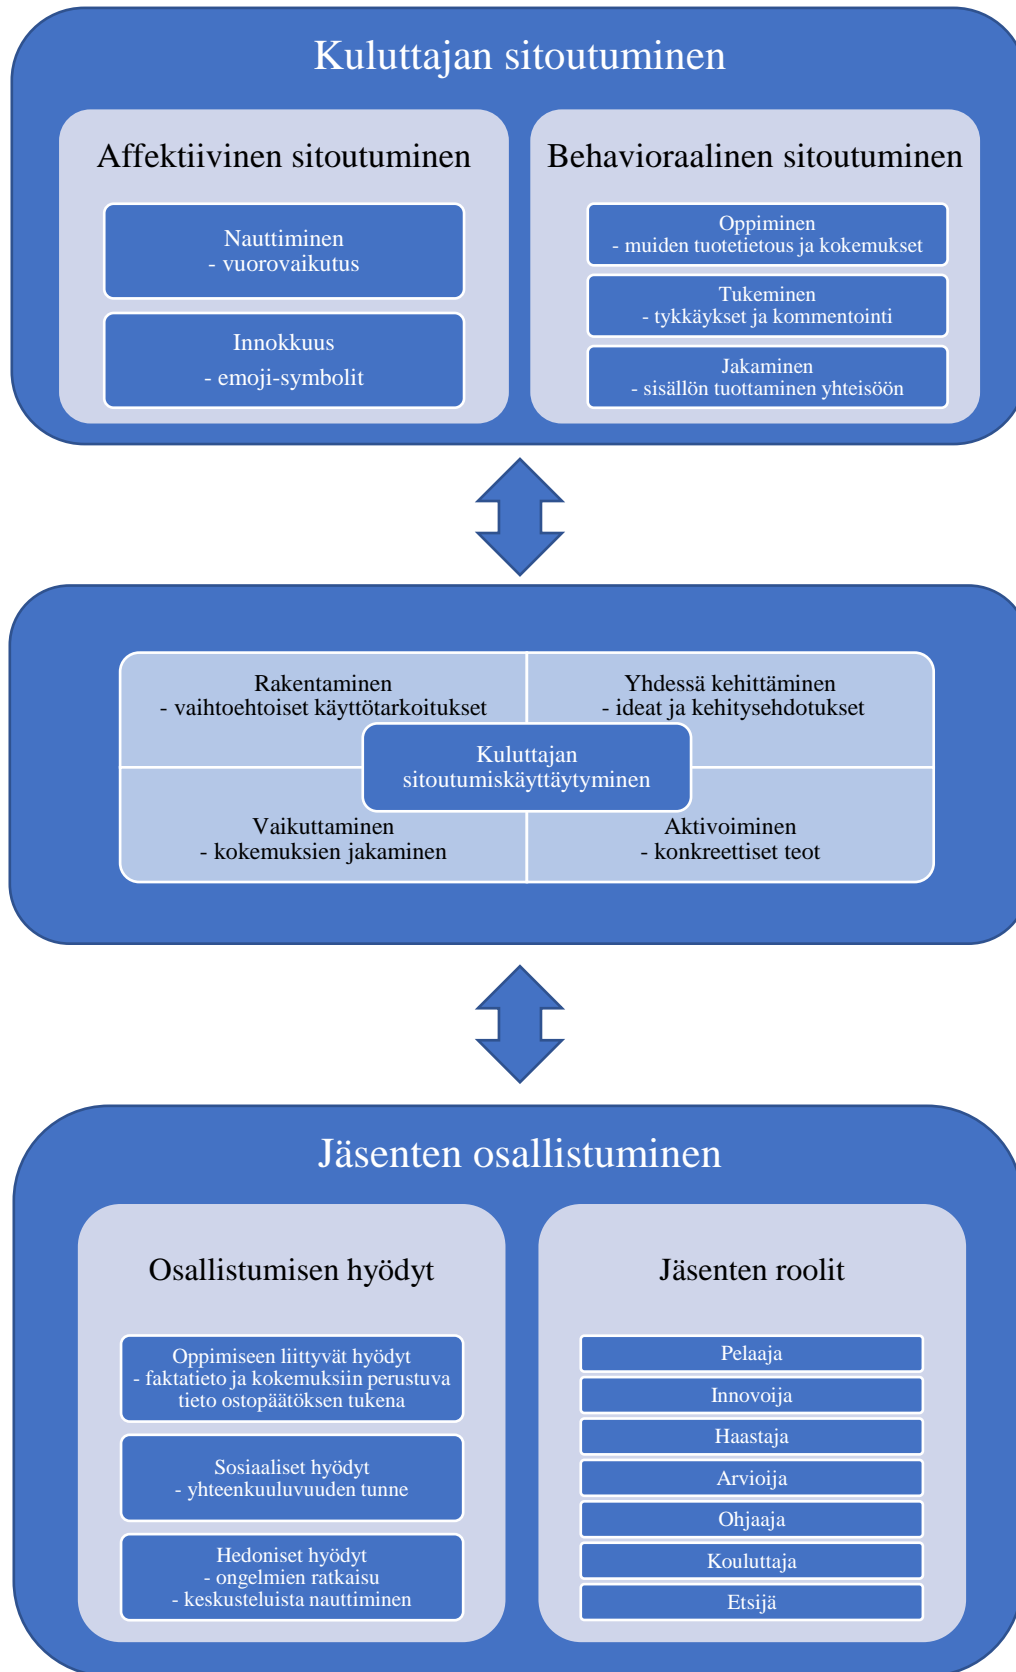 Kuluttajan sitoutuminen
Affektiivinen sitoutuminen
Nauttiminen
- vuorovaikutus
Innokkuus
- emoji-symbolit
Behavioraalinen sitoutuminen
Oppiminen
- muiden tuotetietous ja kokemukset
Tukeminen
- tykkäykset ja kommentointi
Jakaminen
- sisällön tuottaminen yhteisöön
Rakentaminen
- vaihtoehtoiset käyttötarkoitukset
Yhdessä kehittäminen
- ideat ja kehitysehdotukset
Kuluttajan
sitoutumiskäyttäytyminen
Vaikuttaminen
- kokemuksien jakaminen
Aktivoiminen
- konkreettiset teot
Jäsenten osallistuminen
Osallistumisen hyödyt
Oppimiseen liittyvät hyödyt
- faktatieto ja kokemuksiin perustuva
tieto ostopäätöksen tukena
Sosiaaliset hyödyt
- yhteenkuuluvuuden tunne
Hedoniset hyödyt
- ongelmien ratkaisu
- keskusteluista nauttiminen
Jäsenten roolit
Pelaaja
Innovoija
Haastaja
Arvioija
Ohjaaja
Kouluttaja
Etsijä